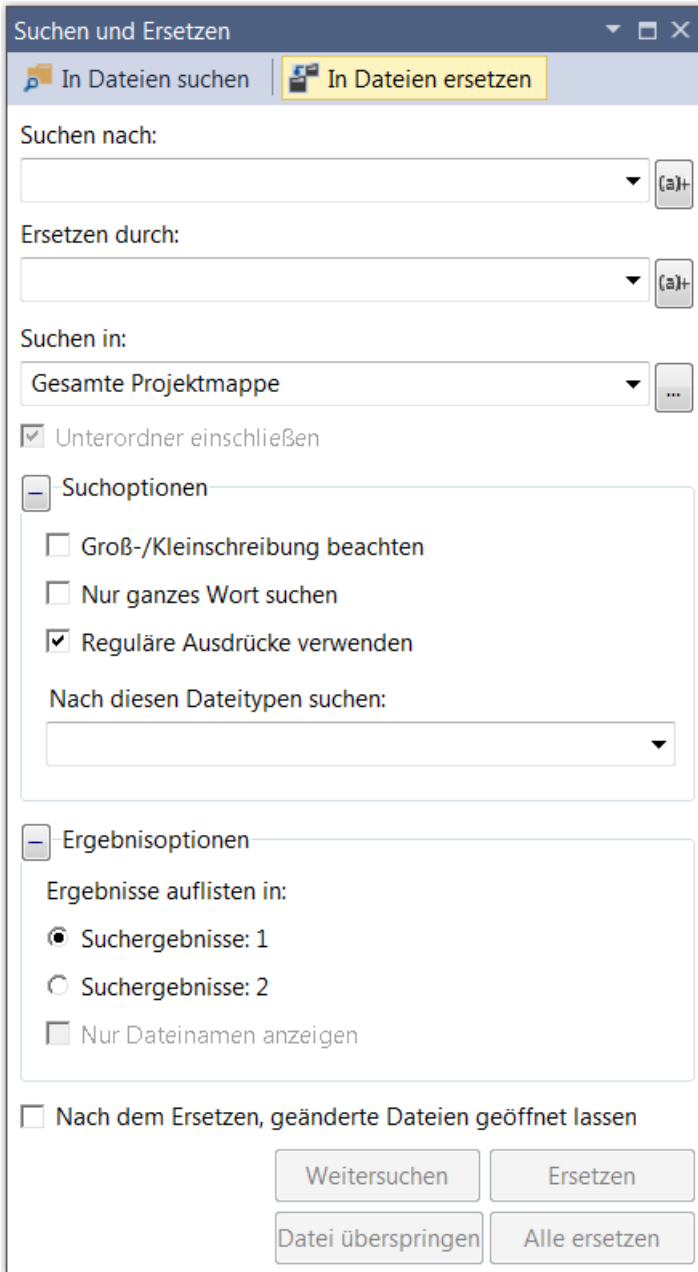 Suchen und Ersetzen
In Dateien suchen In Dateien ersetzen
Suchen nach:
(a)+
Ersetzen durch:
(a)+
Suchen in:
Gesamte Projektmappe ...
Unterordner einschließen
Suchoptionen
Groß-/Kleinschreibung beachten
Nur ganzes Wort suchen
Reguläre Ausdrücke verwenden
Nach diesen Dateitypen suchen:
Ergebnisoptionen
Ergebnisse auflisten in:
Suchergebnisse: 1
Suchergebnisse: 2
Nur Dateinamen anzeigen
Nach dem Ersetzen, geänderte Dateien geöffnet lassen
Weitersuchen Ersetzen
Datei überspringen Alle ersetzen